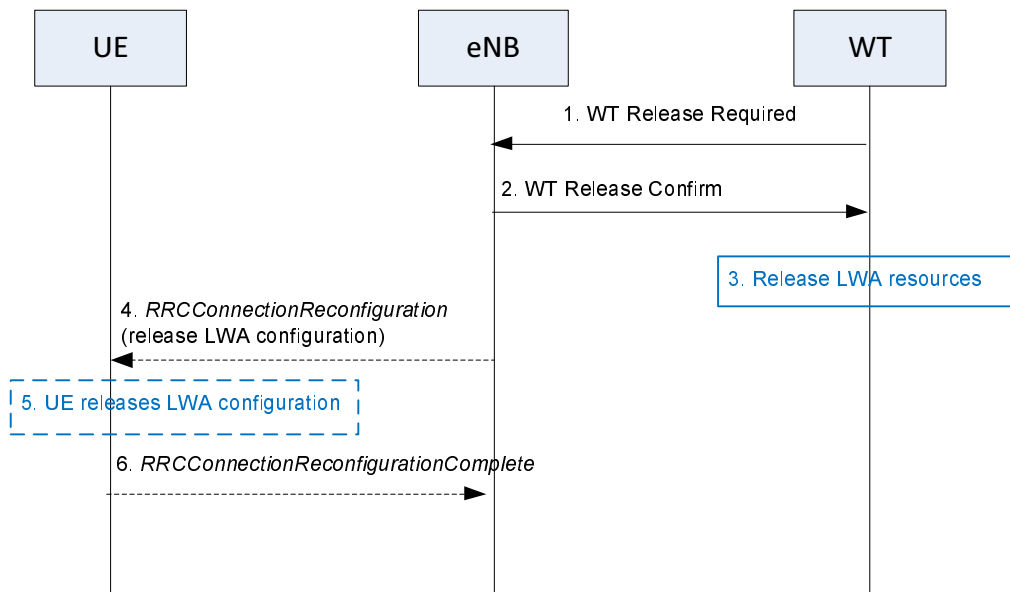 UE
eNB
WT
1. WT Release Required
2. WT Release Confirm
3. Release LWA resources
4. RRCConnectionReconfiguration
(release LWA configuration)
5. UE releases LWA configuration
6. RRCConnectionReconfigurationComplete